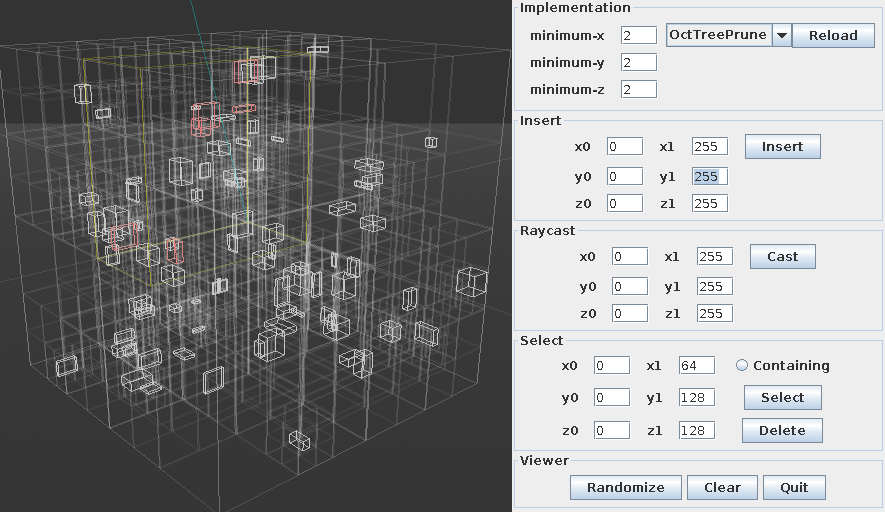 Implementation
minimum-x 2 OctTreePrune Reload
minimum-y 2
minimum-z 2
Insert
x0 0 x1 255 Insert
y0 0 y1 255
z0 0 z1 255
Raycast
x0 0 x1 255 Cast
y0 0 y1 255
z0 0 z1 255
Select
x0 0 x1 64 Containing
y0 0 y1 128 Select
z0 0 z1 128 Delete
Viewer
Randomize Clear Quit